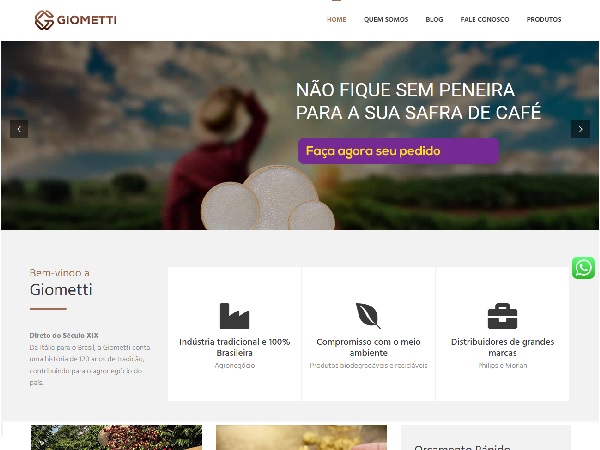 GIOMETTI
HOME QUEM SOMOS BLOG FALE CONOSCO PRODUTOS
NÃO FIQUE SEM PENEIRA
PARA A SUA SAFRA DE CAFÉ
Faça agora seu pedido
Bem-vindo a
Giometti
Direto do Século XIX
Da Itália para o Brasil, a Giometti conta
uma história de 120 anos de tradição,
contribuindo para o agronegócio do
país.
Indústria tradicional e 100%
Brasileira
Agronegócio
Compromisso com o meio
ambiente
Produtos biodegradáveis e recicláveis
Distribuidores de grandes
marcas
Philips e Morlan
Orçamento Rápido